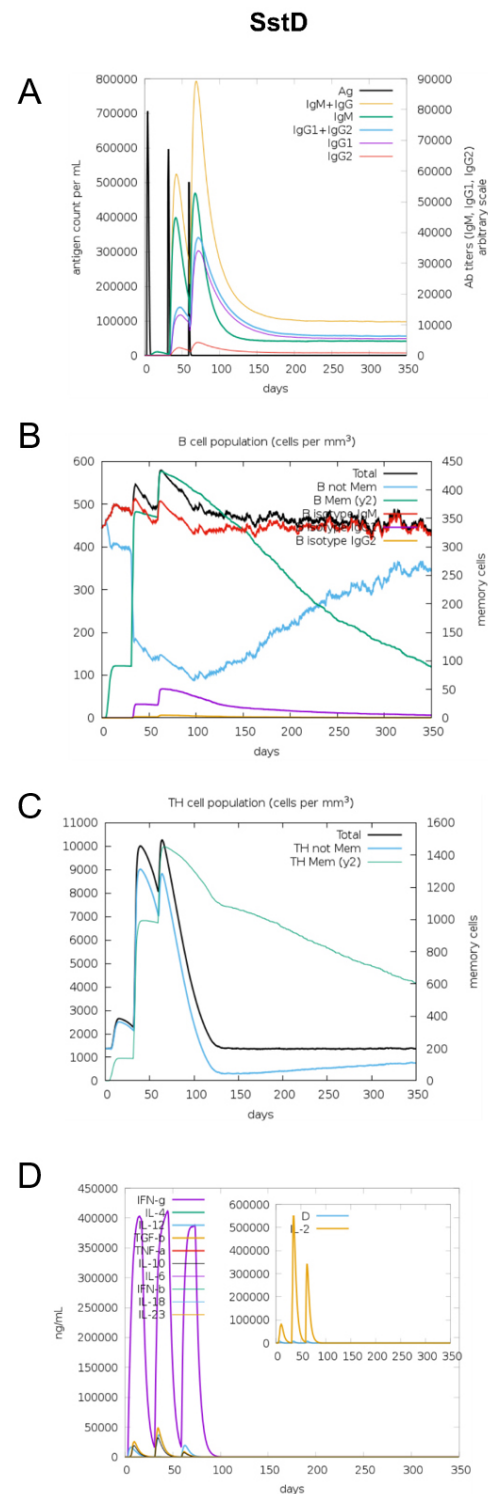 SstD
A
800000
700000
600000
500000
400000
300000
200000
100000
0
antigen count per mL
Ag
IgM+IgG
IgM
IgG1+IgG2
IgG1
IgG2
90000
80000
70000
60000
50000
40000
30000
20000
10000
0
Ab titers (IgM, IgG1, IgG2)
arbitrary scale
0 50 100 150 200 250 300 350
days
B
B cell population (cells per mm³)
600
500
400
300
200
100
0
Total
B not Mem
B Mem (y2)
B isotype IgM
B isotype IgG2
450
400
350
300
250
200
150
100
50
0
memory cells
0 50 100 150 200 250 300 350
days
C
TH cell population (cells per mm³)
11000
10000
9000
8000
7000
6000
5000
4000
3000
2000
1000
0
Total
TH not Mem
TH Mem (y2)
1600
1400
1200
1000
800
600
400
200
0
memory cells
0 50 100 150 200 250 300 350
days
D
450000
400000
350000
300000
250000
200000
150000
100000
50000
0
ng/mL
IFN-g
IL-4
IL-12
TGF-b
TNF-a
IL-10
IL-6
IFN-b
IL-18
IL-23
600000
500000
400000
300000
200000
100000
0
D
IL-2
0 50 100 150 200 250 300 350
0 50 100 150 200 250 300 350
days